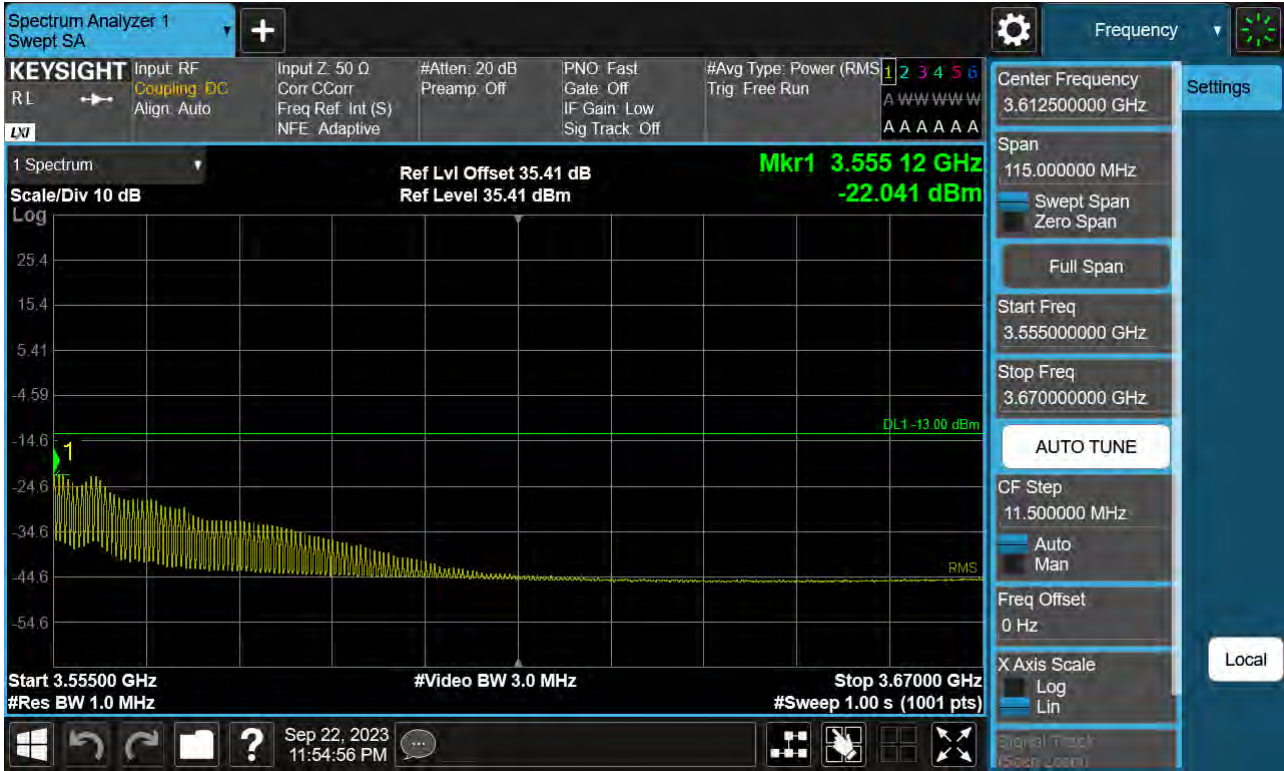 Spectrum Analyzer 1
Swept SA
+
Frequency
KEYSIGHT
R L
LXI
Input: RF
Coupling: DC
Align: Auto
Input Z: 50 Ω
Corr CCorr
Freq Ref: Int (S)
NFE: Adaptive
#Atten: 20 dB
Preamp: Off
PNO: Fast
Gate: Off
IF Gain: Low
Sig Track: Off
#Avg Type: Power (RMS
Trig: Free Run
1 2 3 4 5 6
A W W W W W
A A A A A A
1 Spectrum
Scale/Div 10 dB
Log
Ref Lvl Offset 35.41 dB
Ref Level 35.41 dBm
Mkr1 3.555 12 GHz
-22.041 dBm
25.4
15.4
5.41
-4.59
DL1 -13.00 dBm
-14.6
1
-24.6
-34.6
-44.6
RMS
-54.6
Start 3.55500 GHz
#Video BW 3.0 MHz
Stop 3.67000 GHz
#Res BW 1.0 MHz
#Sweep 1.00 s (1001 pts)
Center Frequency
3.612500000 GHz
Settings
Span
115.000000 MHz
Swept Span
Zero Span
Full Span
Start Freq
3.555000000 GHz
Stop Freq
3.670000000 GHz
AUTO TUNE
CF Step
11.500000 MHz
Auto
Man
Freq Offset
0 Hz
X Axis Scale
Log
Lin
Local
Signal Track
(Span Zoom)
?
Sep 22, 2023
11:54:56 PM